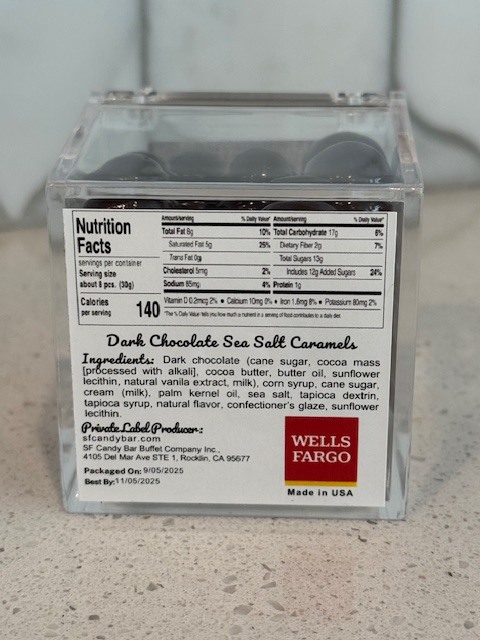 Nutrition
Facts
servings per container
Serving size
about 8 pcs. (30g)
Calories
per serving
140
Amount/serving % Daily Value*
Total Fat 8g 10%
Saturated Fat 5g 25%
Trans Fat 0g
Cholesterol 5mg 2%
Sodium 85mg 4%
Amount/serving % Daily Value*
Total Carbohydrate 17g 6%
Dietary Fiber 2g 7%
Total Sugars 13g
Includes 12g Added Sugars 24%
Protein 1g
Vitamin D 0.2mcg 2% • Calcium 10mg 0% • Iron 1.6mg 8% • Potassium 80mg 2%
*The % Daily Value tells you how much a nutrient in a serving of food contributes to a daily diet.
Dark Chocolate Sea Salt Caramels
Ingredients: Dark chocolate (cane sugar, cocoa mass
[processed with alkali], cocoa butter, butter oil, sunflower
lecithin, natural vanila extract, milk), corn syrup, cane sugar,
cream (milk), palm kernel oil, sea salt, tapioca dextrin,
tapioca syrup, natural flavor, confectioner's glaze, sunflower
lecithin.
Private Label Producer:
sfcandybar.com
SF Candy Bar Buffet Company Inc.,
4105 Del Mar Ave STE 1, Rocklin, CA 95677
Packaged On: 9/05/2025
Best By: 11/05/2025
WELLS
FARGO
Made in USA